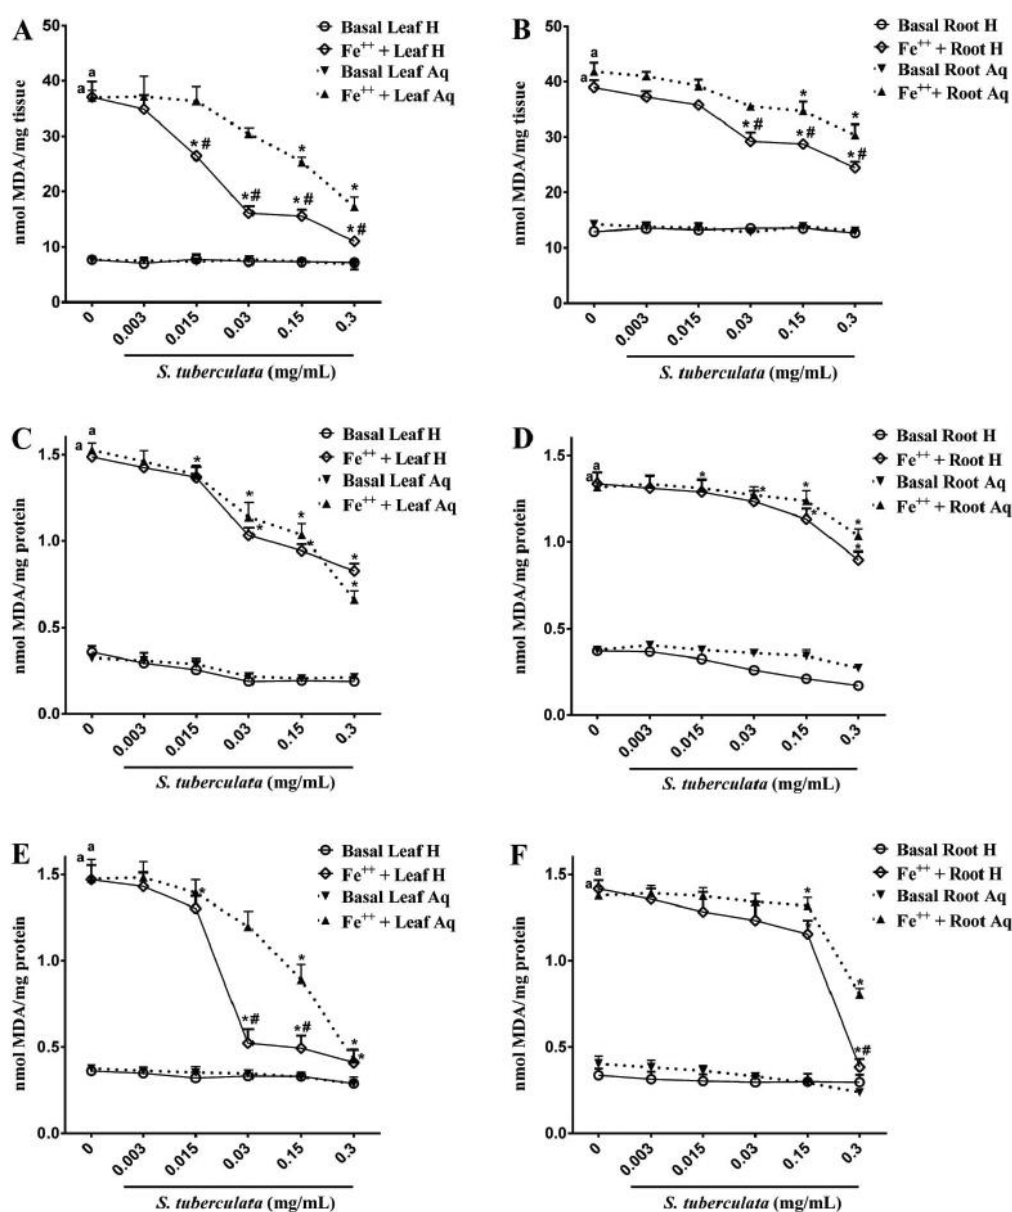 A
Basal Leaf H
Fe++ + Leaf H
Basal Leaf Aq
Fe++ + Leaf Aq
nmol MDA/mg tissue
50
40
30
20
10
0
a
a
*#
*#
*#
*#
*
*
0
0.003
0.015
0.03
0.15
0.3
S. tuberculata (mg/mL)
B
Basal Root H
Fe++ + Root H
Basal Root Aq
Fe++ + Root Aq
nmol MDA/mg tissue
50
40
30
20
10
0
a
a
*#
*#
*#
*
*
0
0.003
0.015
0.03
0.15
0.3
S. tuberculata (mg/mL)
C
Basal Leaf H
Fe++ + Leaf H
Basal Leaf Aq
Fe++ + Leaf Aq
nmol MDA/mg protein
1.5
1.0
0.5
0.0
a
a
*
*
*
*
*
*
*
0
0.003
0.015
0.03
0.15
0.3
S. tuberculata (mg/mL)
D
Basal Root H
Fe++ + Root H
Basal Root Aq
Fe++ + Root Aq
nmol MDA/mg protein
1.5
1.0
0.5
0.0
a
a
*
*
*
*
*
*
0
0.003
0.015
0.03
0.15
0.3
S. tuberculata (mg/mL)
E
Basal Leaf H
Fe++ + Leaf H
Basal Leaf Aq
Fe++ + Leaf Aq
nmol MDA/mg protein
1.5
1.0
0.5
0.0
a
a
*
*#
*#
*
*
*
0
0.003
0.015
0.03
0.15
0.3
S. tuberculata (mg/mL)
F
Basal Root H
Fe++ + Root H
Basal Root Aq
Fe++ + Root Aq
nmol MDA/mg protein
1.5
1.0
0.5
0.0
a
a
*
*
*
*#
0
0.003
0.015
0.03
0.15
0.3
S. tuberculata (mg/mL)